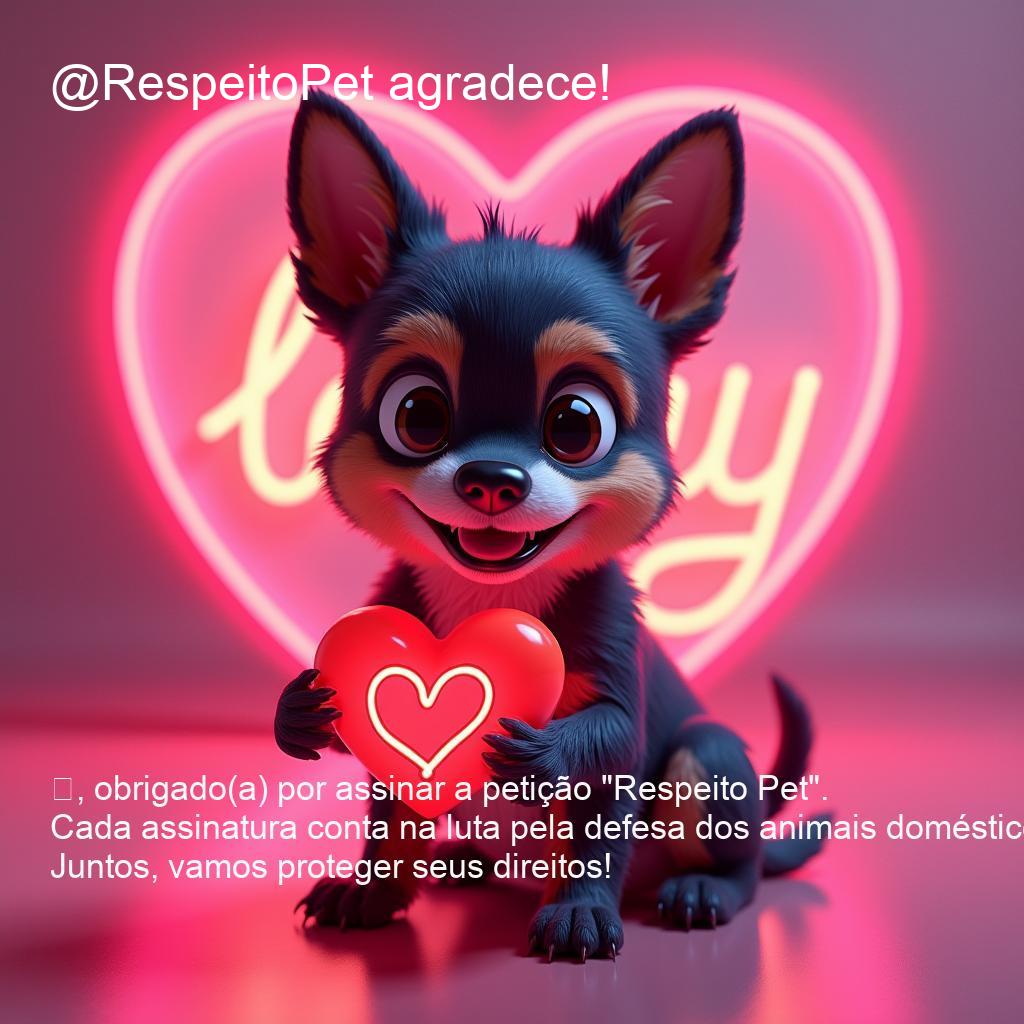 @RespeitoPet agradece!
□, obrigado(a) por assinar a petição "Respeito Pet".
Cada assinatura conta na luta pela defesa dos animais doméstic
Juntos, vamos proteger seus direitos!